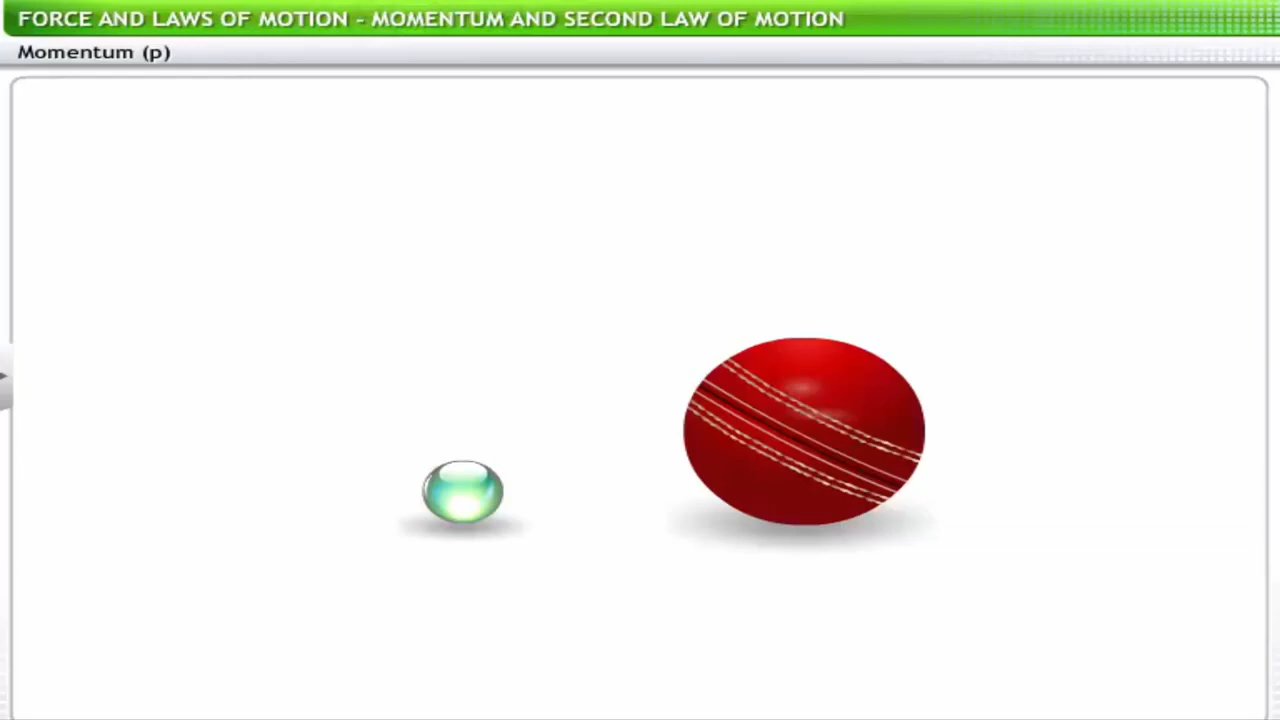 FORCE AND LAWS OF MOTION - MOMENTUM AND SECOND LAW OF MOTION
Momentum (p)